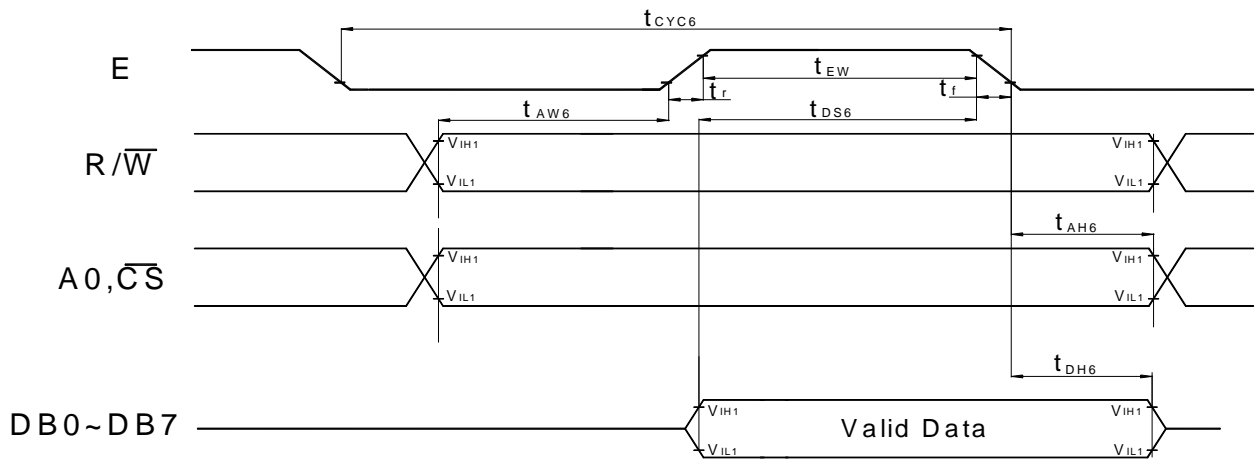 tCYC6
E
tEW
tr
tf
tAW6
tDS6
R/W̅
VIH1
VIH1
VIL1
VIL1
tAH6
A0,C̅S̅
VIH1
VIH1
VIL1
VIL1
tDH6
DB0~DB7
VIH1
VIH1
Valid Data
VIL1
VIL1